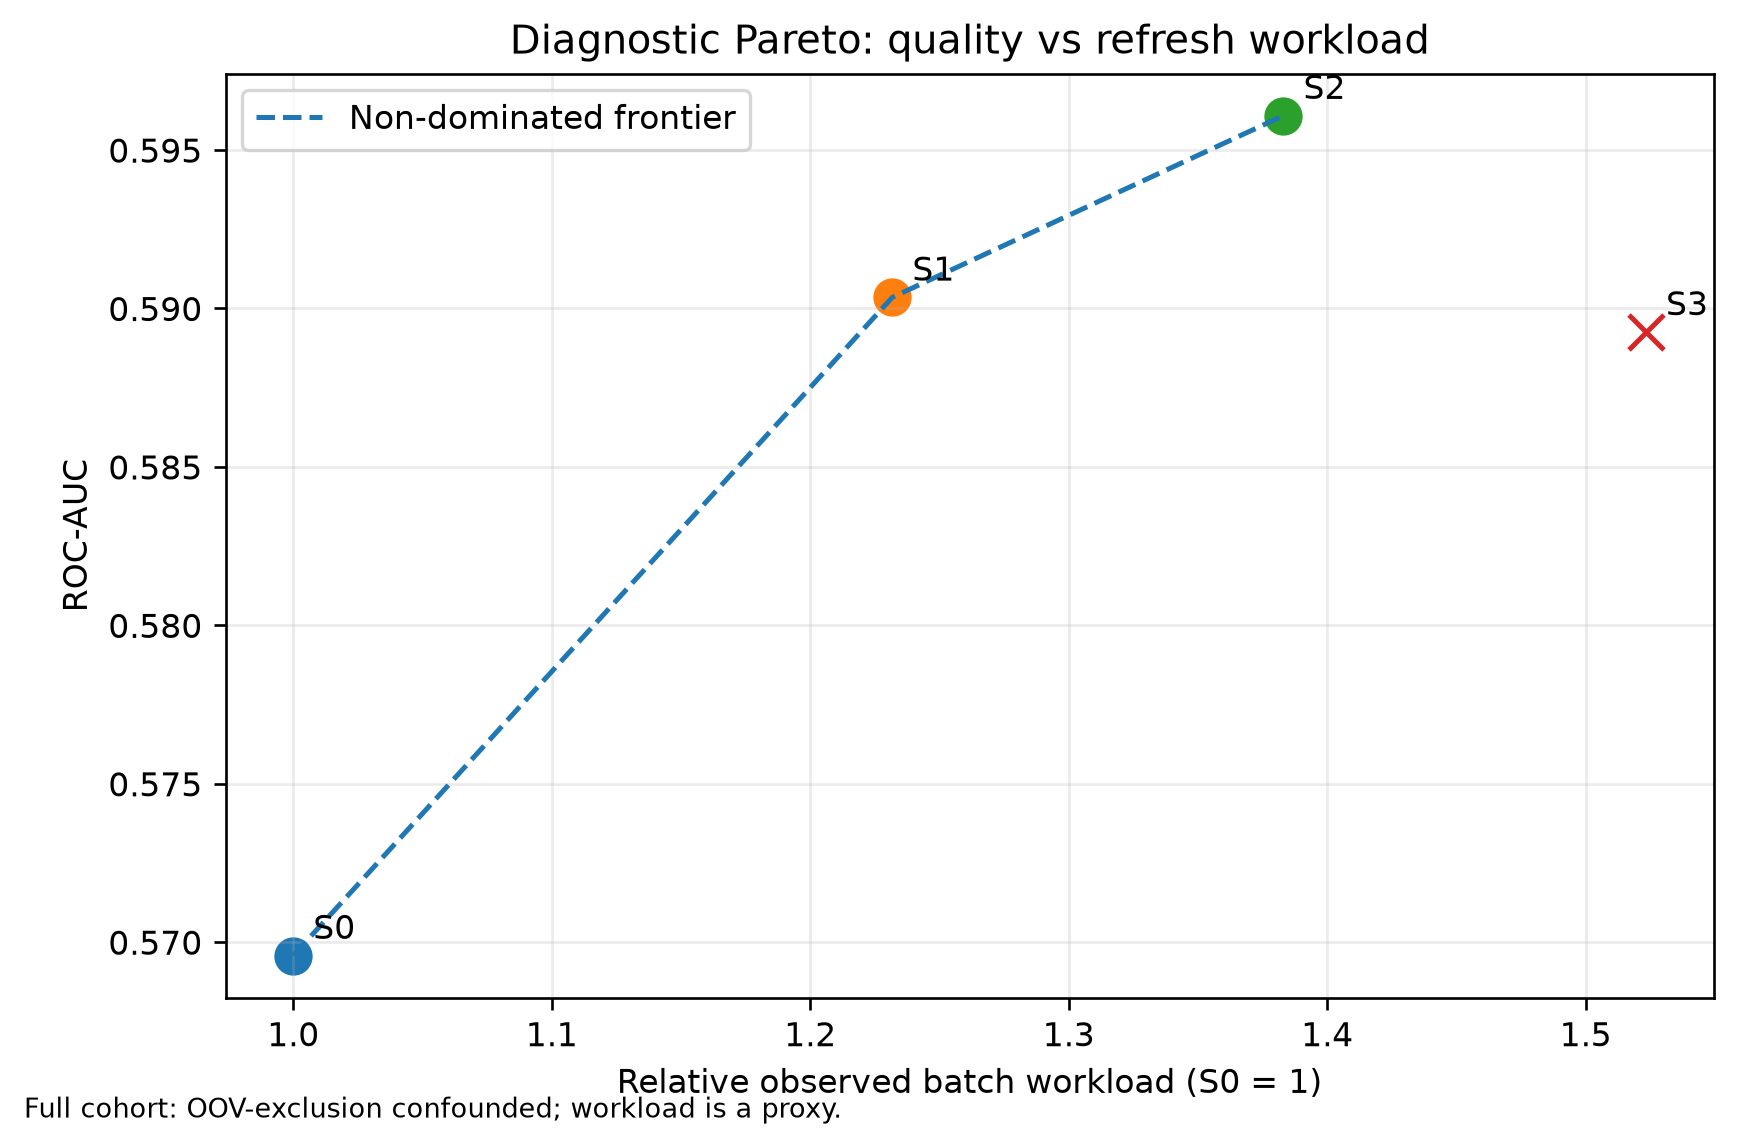 Diagnostic Pareto: quality vs refresh workload
Non-dominated frontier
S2
0.595
S1
0.590
S3
0.585
ROC-AUC
0.580
0.575
S0
0.570
1.0 1.1 1.2 1.3 1.4 1.5
Relative observed batch workload (S0 = 1)
Full cohort: OOV-exclusion confounded; workload is a proxy.